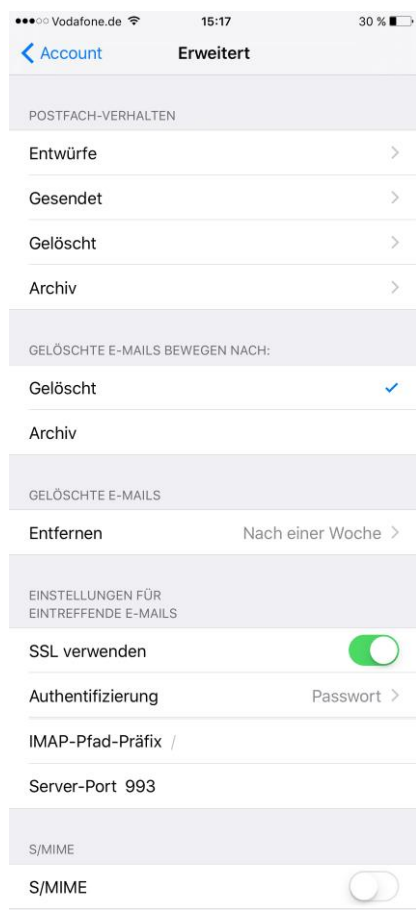 Vodafone.de 15:17 30 %
Account Erweitert
POSTFACH-VERHALTEN
Entwürfe
Gesendet
Gelöscht
Archiv
GELÖSCHTE E-MAILS BEWEGEN NACH:
Gelöscht
Archiv
GELÖSCHTE E-MAILS
Entfernen Nach einer Woche
EINSTELLUNGEN FÜR
EINTREFFENDE E-MAILS
SSL verwenden
Authentifizierung Passwort
IMAP-Pfad-Präfix /
Server-Port 993
S/MIME
S/MIME